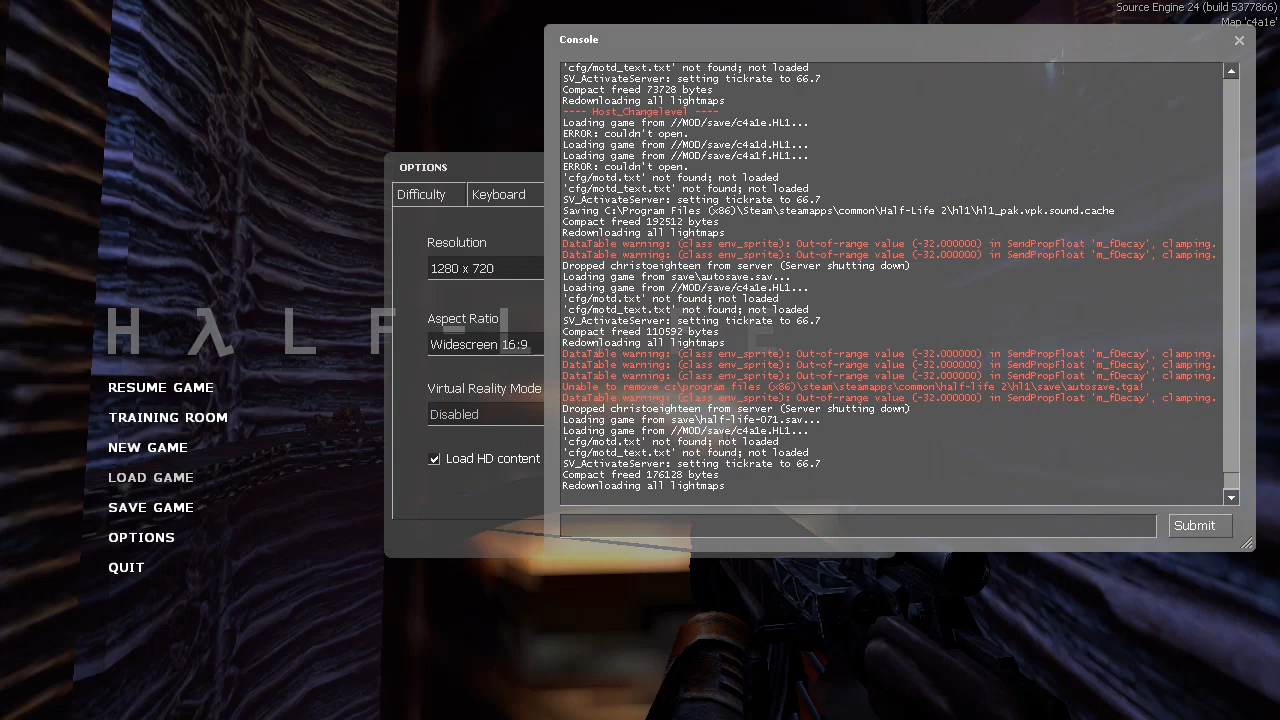 Source Engine 24 (build 5377866)
Map 'c4a1e'
Console
'cfg/motd_text.txt' not found; not loaded
SV_ActivateServer: setting tickrate to 66.7
Compact freed 73728 bytes
Redownloading all lightmaps
---- Host_Changelevel ----
Loading game from //MOD/save/c4a1e.HL1...
ERROR: couldn't open.
Loading game from //MOD/save/c4a1d.HL1...
Loading game from //MOD/save/c4a1f.HL1...
ERROR: couldn't open.
'cfg/motd.txt' not found; not loaded
'cfg/motd_text.txt' not found; not loaded
SV_ActivateServer: setting tickrate to 66.7
Saving C:\Program Files (x86)\Steam\steamapps\common\Half-Life 2\hl1\hl1_pak.vpk.sound.cache
Compact freed 192512 bytes
Redownloading all lightmaps
DataTable warning: (class env_sprite): Out-of-range value (-32.000000) in SendPropFloat 'm_fDecay', clamping.
DataTable warning: (class env_sprite): Out-of-range value (-32.000000) in SendPropFloat 'm_fDecay', clamping.
Dropped christoeighteen from server (Server shutting down)
Loading game from save\autosave.sav...
Loading game from //MOD/save/c4a1e.HL1...
'cfg/motd.txt' not found; not loaded
'cfg/motd_text.txt' not found; not loaded
SV_ActivateServer: setting tickrate to 66.7
Compact freed 110592 bytes
Redownloading all lightmaps
DataTable warning: (class env_sprite): Out-of-range value (-32.000000) in SendPropFloat 'm_fDecay', clamping.
DataTable warning: (class env_sprite): Out-of-range value (-32.000000) in SendPropFloat 'm_fDecay', clamping.
DataTable warning: (class env_sprite): Out-of-range value (-32.000000) in SendPropFloat 'm_fDecay', clamping.
Unable to remove c:\program files (x86)\steam\steamapps\common\half-life 2\hl1\save\autosave.tga!
DataTable warning: (class env_sprite): Out-of-range value (-32.000000) in SendPropFloat 'm_fDecay', clamping.
Dropped christoeighteen from server (Server shutting down)
Loading game from save\half-life-071.sav...
Loading game from //MOD/save/c4a1e.HL1...
'cfg/motd.txt' not found; not loaded
'cfg/motd_text.txt' not found; not loaded
SV_ActivateServer: setting tickrate to 66.7
Compact freed 176128 bytes
Redownloading all lightmaps
Submit
OPTIONS
Difficulty
Keyboard
Resolution
1280 x 720
Aspect Ratio
Widescreen 16:9
Virtual Reality Mode
Disabled
Load HD content
H λ L F - L E
RESUME GAME
TRAINING ROOM
NEW GAME
LOAD GAME
SAVE GAME
OPTIONS
QUIT